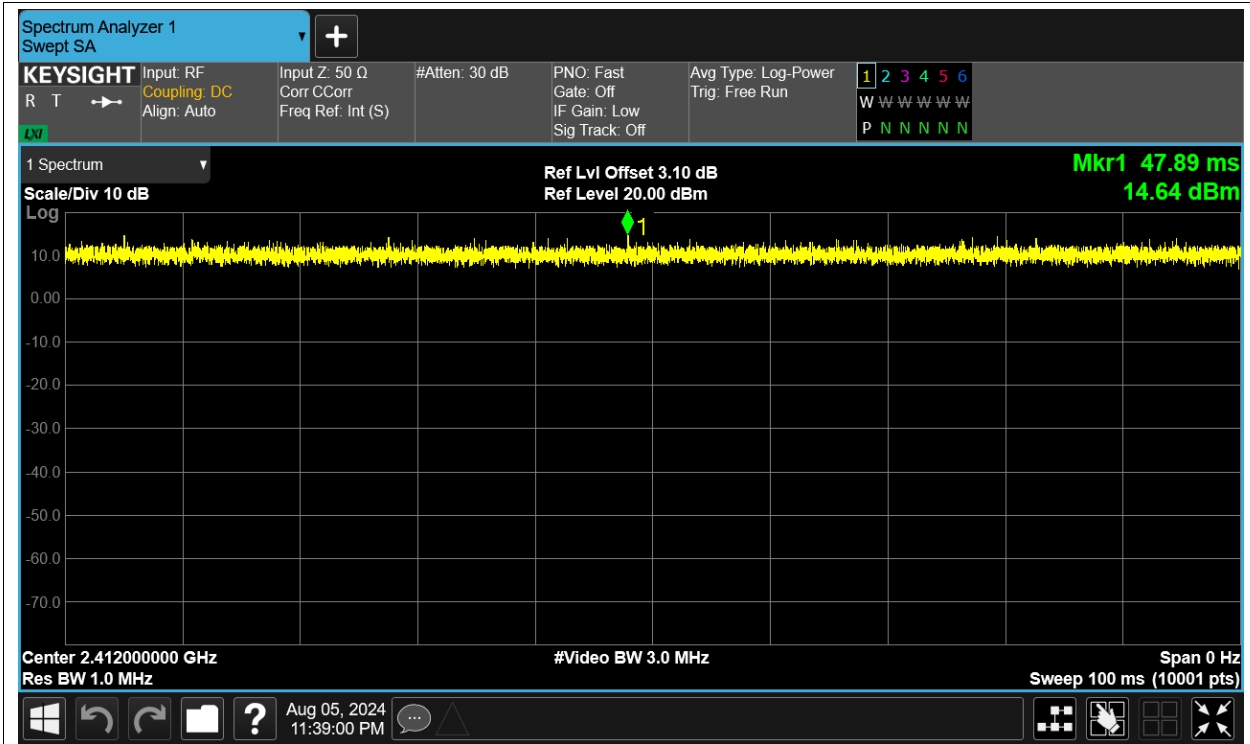 Spectrum Analyzer 1
Swept SA
+
KEYSIGHT
R T
LXI
Input: RF
Coupling: DC
Align: Auto
Input Z: 50 Ω
Corr CCorr
Freq Ref: Int (S)
#Atten: 30 dB
PNO: Fast
Gate: Off
IF Gain: Low
Sig Track: Off
Avg Type: Log-Power
Trig: Free Run
1 2 3 4 5 6
W W W W W W
P N N N N N
1 Spectrum
Scale/Div 10 dB
Log
Ref Lvl Offset 3.10 dB
Ref Level 20.00 dBm
Mkr1 47.89 ms
14.64 dBm
1
10.0
0.00
-10.0
-20.0
-30.0
-40.0
-50.0
-60.0
-70.0
Center 2.412000000 GHz
Res BW 1.0 MHz
#Video BW 3.0 MHz
Span 0 Hz
Sweep 100 ms (10001 pts)
?
Aug 05, 2024
11:39:00 PM